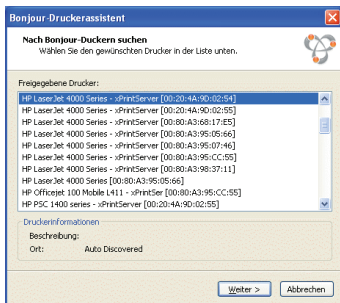 Bonjour-Druckerassistent
Nach Bonjour-Duckern suchen
Wählen Sie den gewünschten Drucker in der Liste unten.
Freigegebene Drucker:
HP LaserJet 4000 Series - xPrintServer [00:20:4A:9D:02:54]
HP LaserJet 4000 Series - xPrintServer [00:20:4A:9D:02:55]
HP LaserJet 4000 Series - xPrintServer [00:80:A3:68:17:E5]
HP LaserJet 4000 Series - xPrintServer [00:80:A3:95:05:66]
HP LaserJet 4000 Series - xPrintServer [00:80:A3:95:07:46]
HP LaserJet 4000 Series - xPrintServer [00:80:A3:95:CC:55]
HP LaserJet 4000 Series - xPrintServer [00:80:A3:98:37:11]
HP LaserJet 4000 Series [00:80:A3:95:05:66]
HP Officejet 100 Mobile L411 - xPrintSer [00:80:A3:95:CC:55]
HP PSC 1400 series - xPrintServer [00:20:4A:9D:02:55]
Druckerinformationen
Beschreibung:
Ort: Auto Discovered
Weiter >
Abbrechen